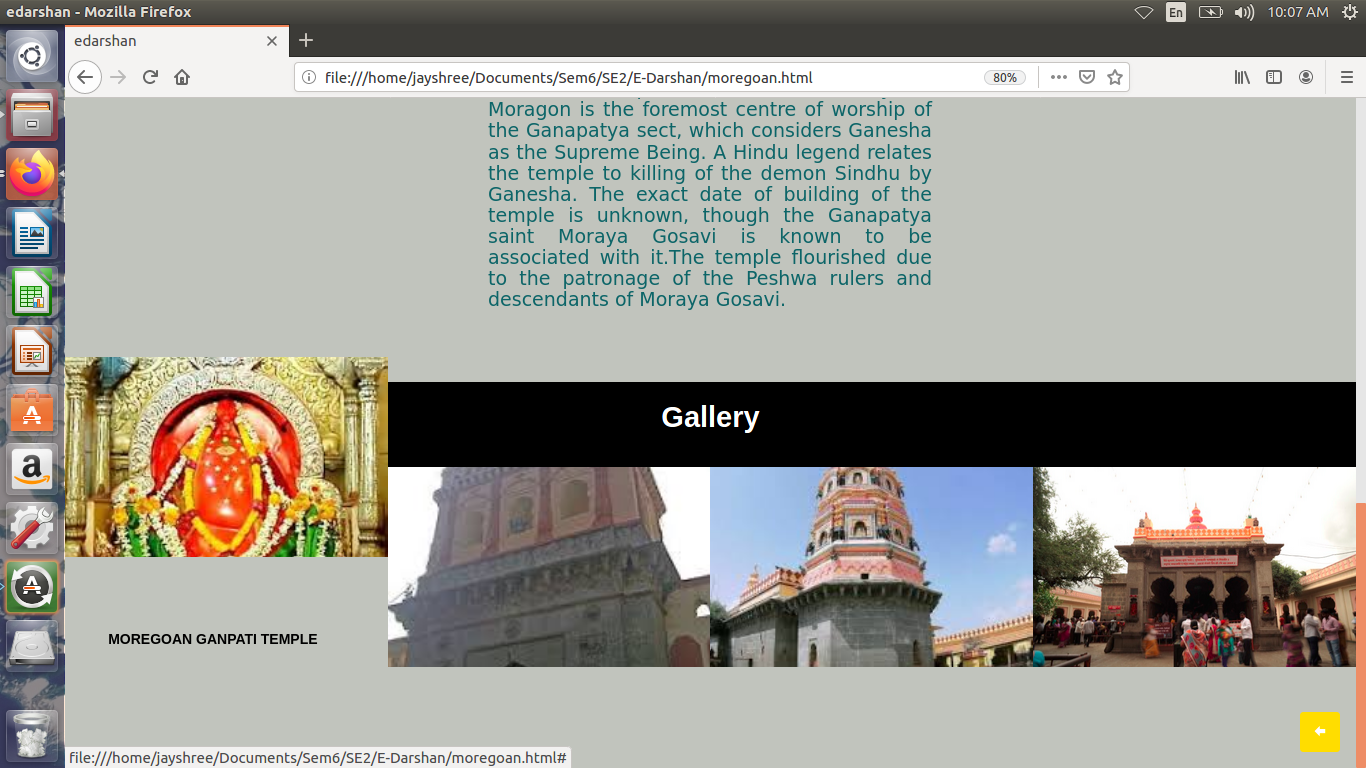 edarshan - Mozilla Firefox
En
10:07 AM
edarshan
file:///home/jayshree/Documents/Sem6/SE2/E-Darshan/moregoan.html
80%
Moragon is the foremost centre of worship of
the Ganapatya sect, which considers Ganesha
as the Supreme Being. A Hindu legend relates
the temple to killing of the demon Sindhu by
Ganesha. The exact date of building of the
temple is unknown, though the Ganapatya
saint Moraya Gosavi is known to be
associated with it.The temple flourished due
to the patronage of the Peshwa rulers and
descendants of Moraya Gosavi.
Gallery
MOREGOAN GANPATI TEMPLE
file:///home/jayshree/Documents/Sem6/SE2/E-Darshan/moregoan.html#